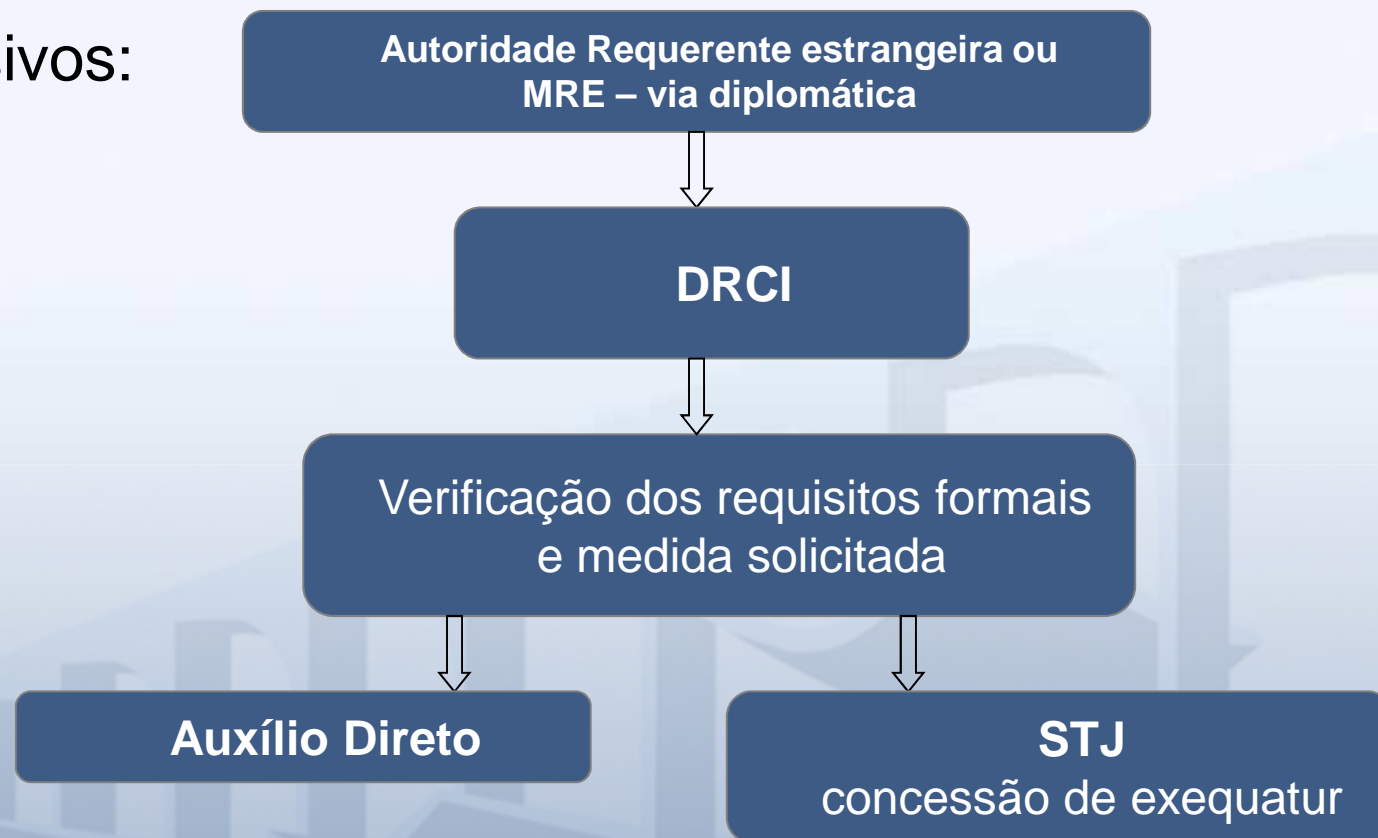 sivos:
Autoridade Requerente estrangeira ou
MRE – via diplomática
DRCI
Verificação dos requisitos formais
e medida solicitada
Auxílio Direto
STJ
concessão de exequatur